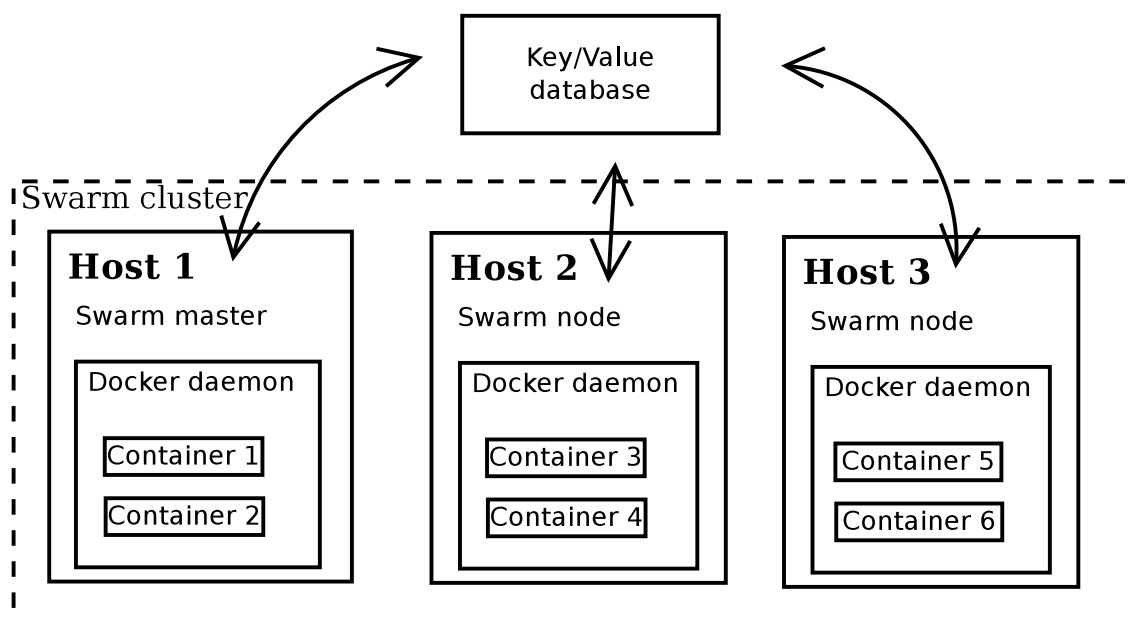 Key/Value
database
Swarm cluster
Host 1
Swarm master
Docker daemon
Container 1
Container 2
Host 2
Swarm node
Docker daemon
Container 3
Container 4
Host 3
Swarm node
Docker daemon
Container 5
Container 6